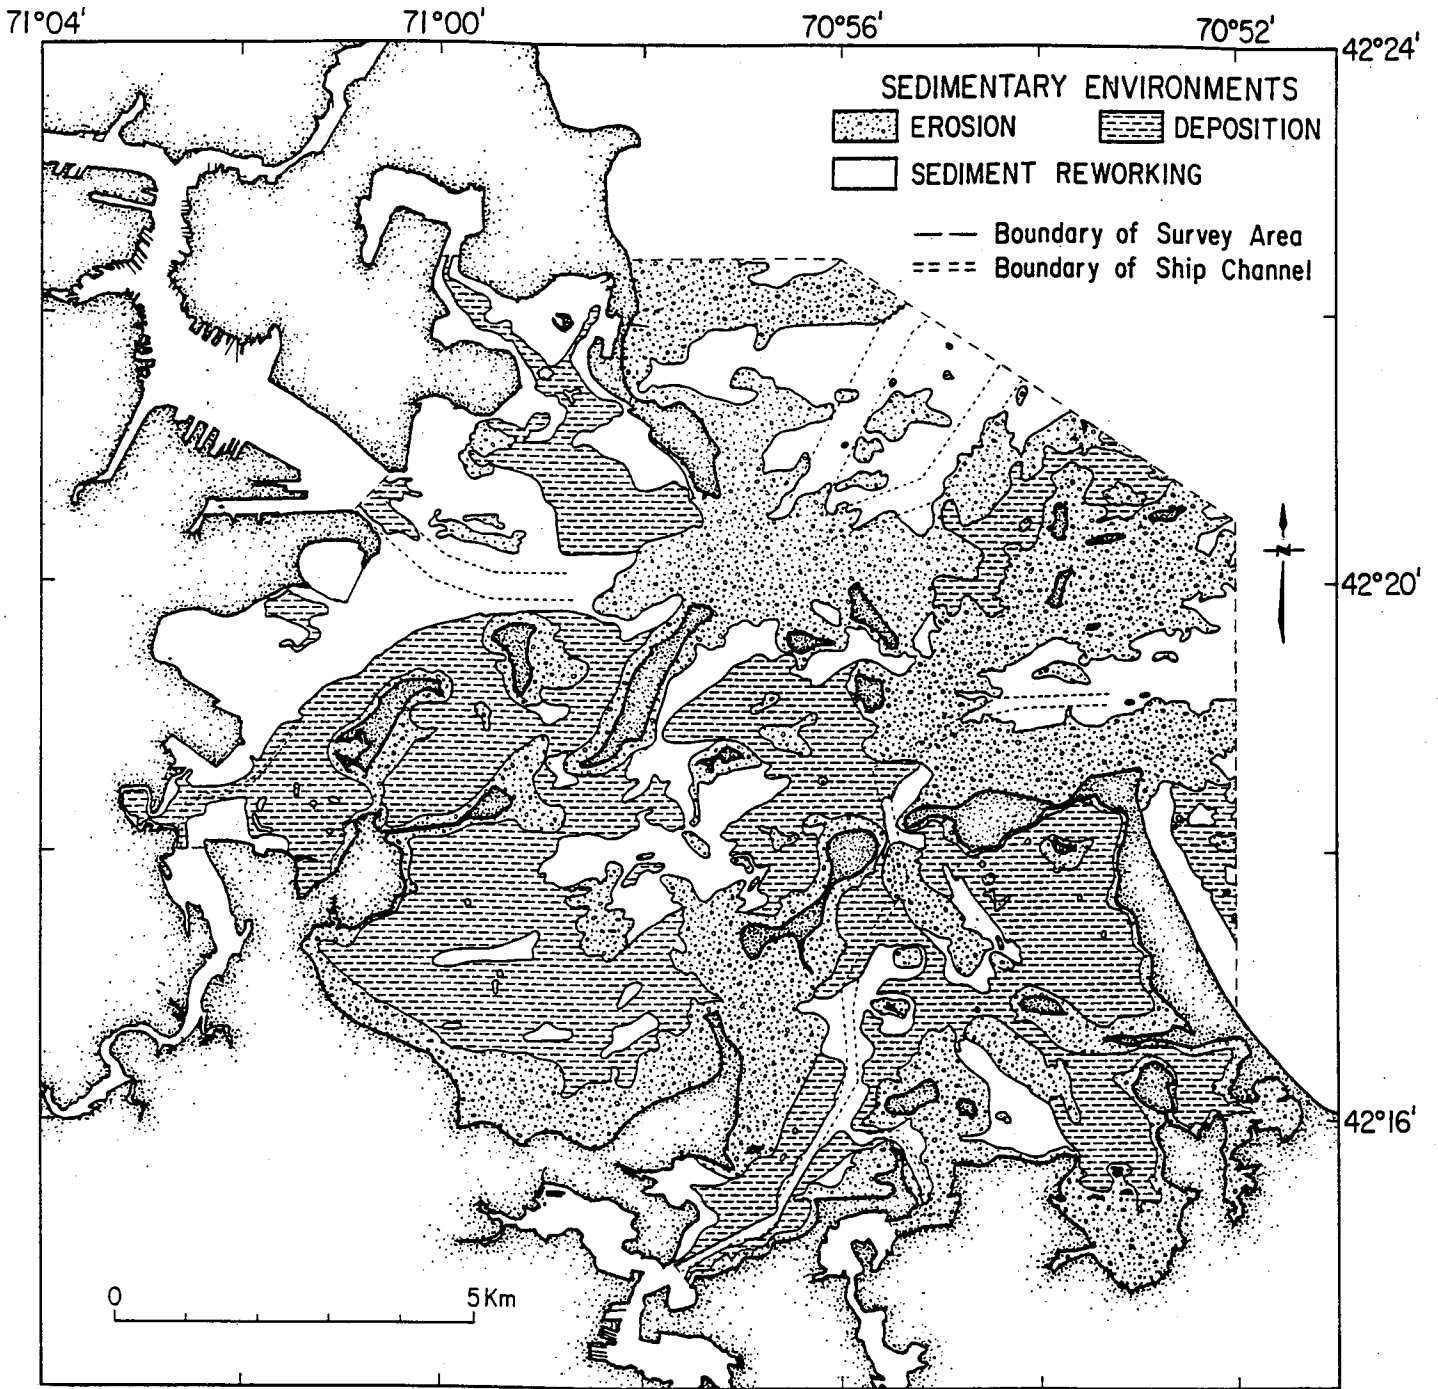 71°04' 71°00' 70°56' 70°52'
42°24'
SEDIMENTARY ENVIRONMENTS
EROSION DEPOSITION
SEDIMENT REWORKING
Boundary of Survey Area
Boundary of Ship Channel
N
42°20'
42°16'
0 5 Km